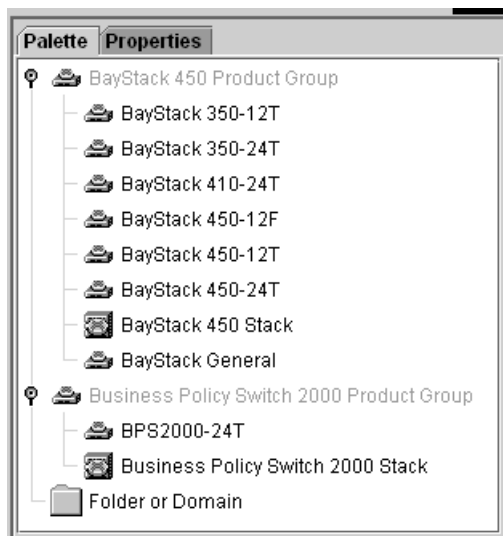 Palette Properties
BayStack 450 Product Group
BayStack 350-12T
BayStack 350-24T
BayStack 410-24T
BayStack 450-12F
BayStack 450-12T
BayStack 450-24T
BayStack 450 Stack
BayStack General
Business Policy Switch 2000 Product Group
BPS2000-24T
Business Policy Switch 2000 Stack
Folder or Domain